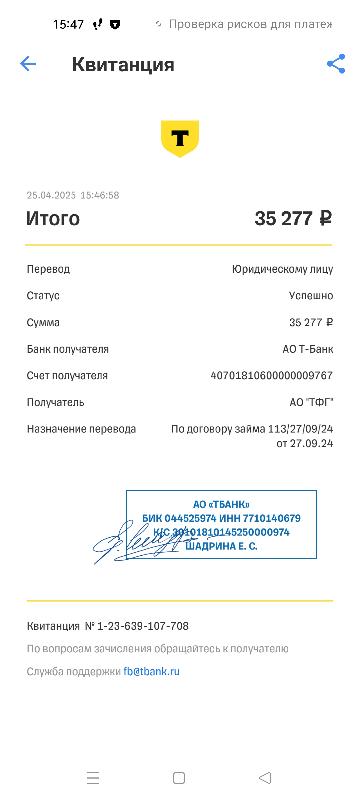 15:47
Проверка рисков для платеж
Квитанция
Т
25.04.2025 15:46:58
Итого 35 277 ₽
Перевод Юридическому лицу
Статус Успешно
Сумма 35 277 ₽
Банк получателя АО Т-Банк
Счет получателя 40701810600000009767
Получатель АО "ТФГ"
Назначение перевода По договору займа 113/27/09/24
от 27.09.24
АО «ТБАНК»
БИК 044525974 ИНН 7710140679
К/С 30101810145250000974
ШАДРИНА Е. С.
Квитанция № 1-23-639-107-708
По вопросам зачисления обращайтесь к получателю
Служба поддержки fb@tbank.ru